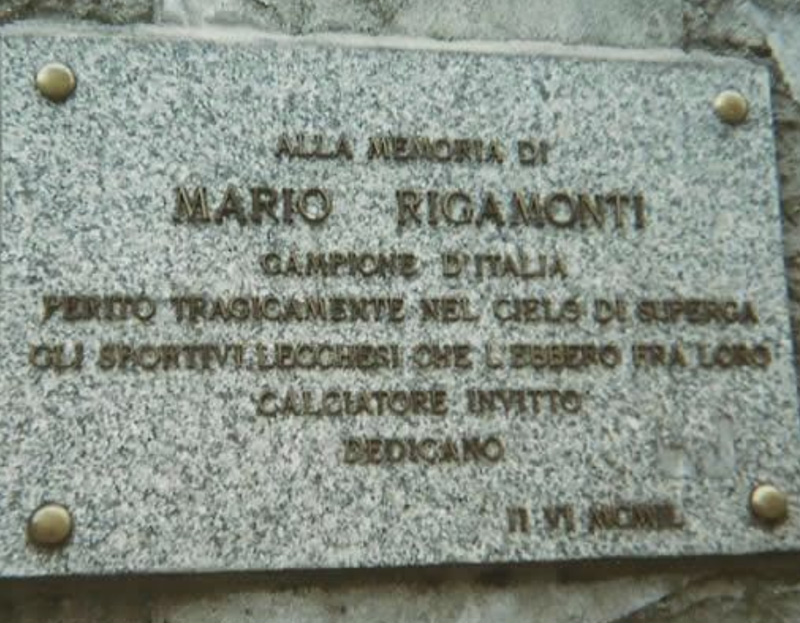 ALLA MEMORIA DI
MARIO RIGAMONTI
CAMPIONE D'ITALIA
PERITO TRAGICAMENTE NEL CIELO DI SUPERGA
GLI SPORTIVI LECCHESI CHE L'EBBERO FRA LORO
CALCIATORE INVITTO
DEDICANO
II VI MCMIL